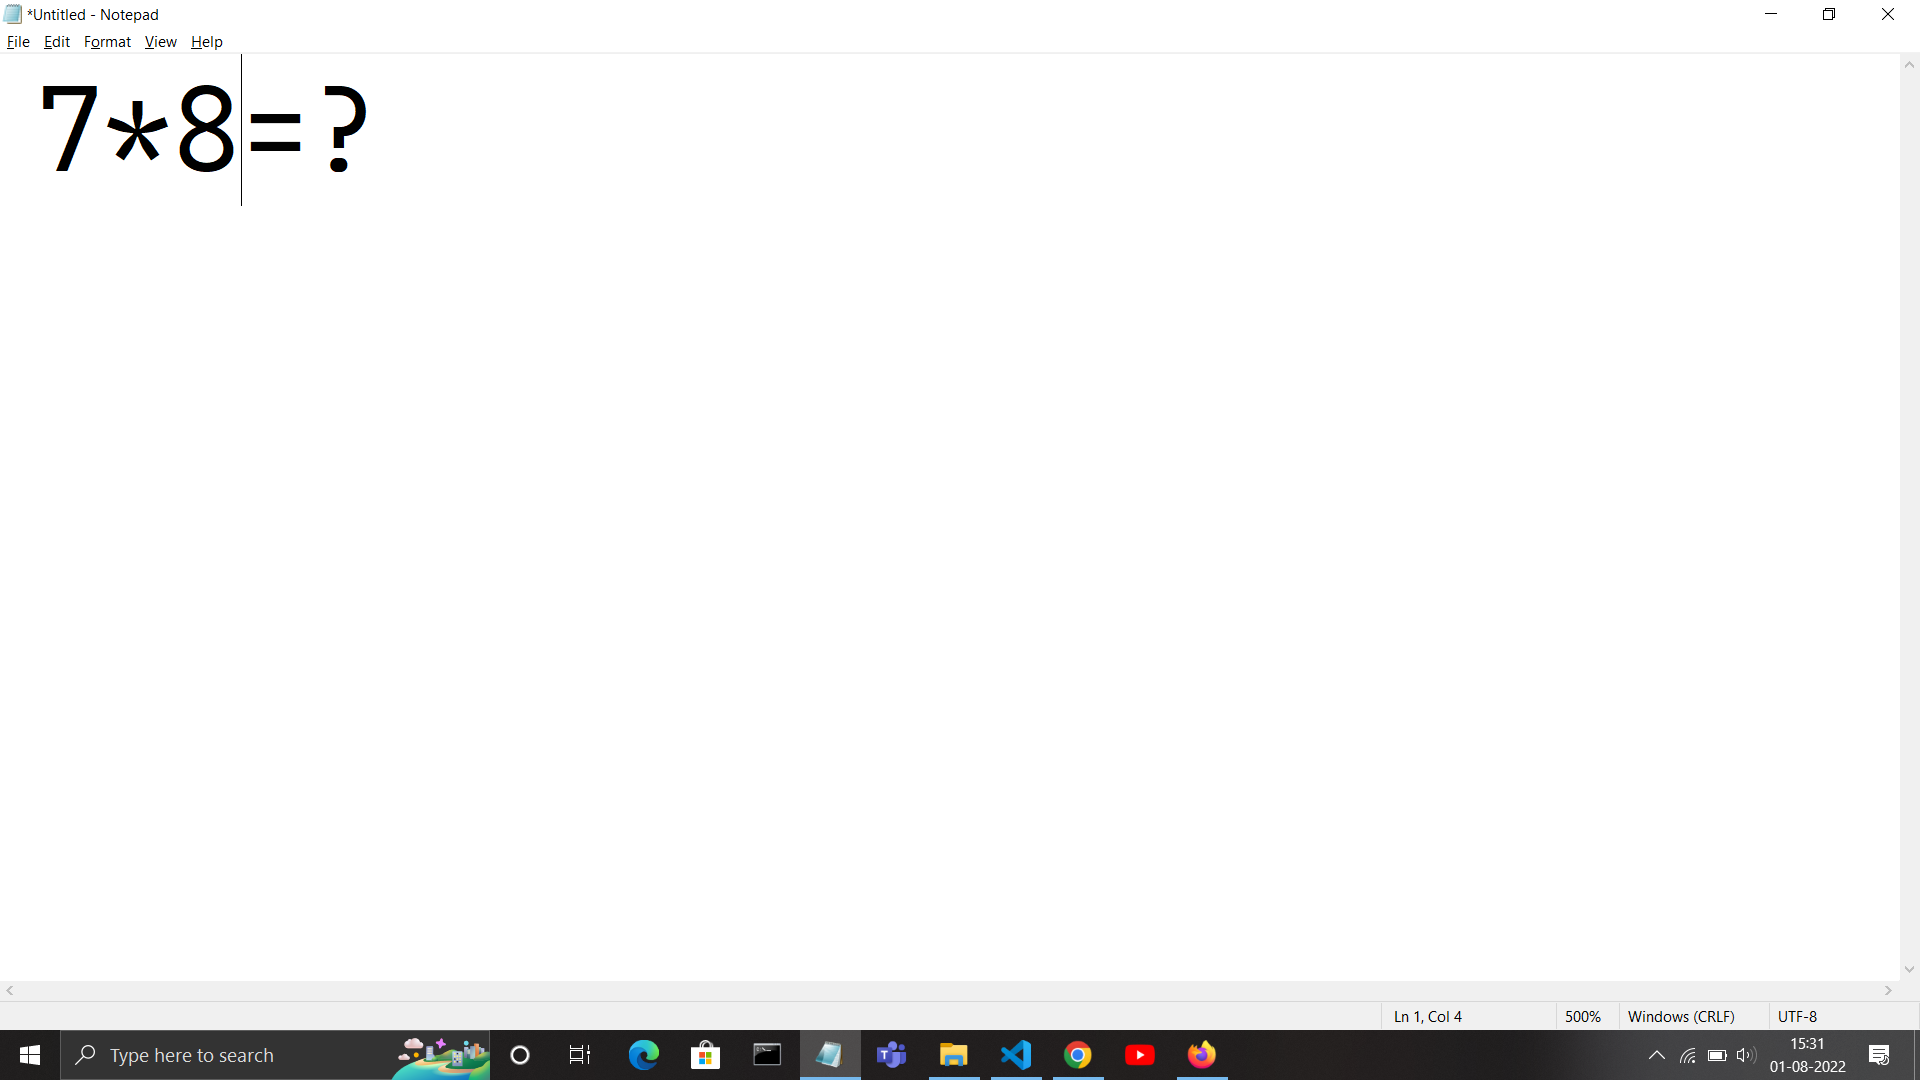 *Untitled - Notepad
File Edit Format View Help
7*8=?
Ln 1, Col 4 500% Windows (CRLF) UTF-8
Type here to search
15:31
01-08-2022